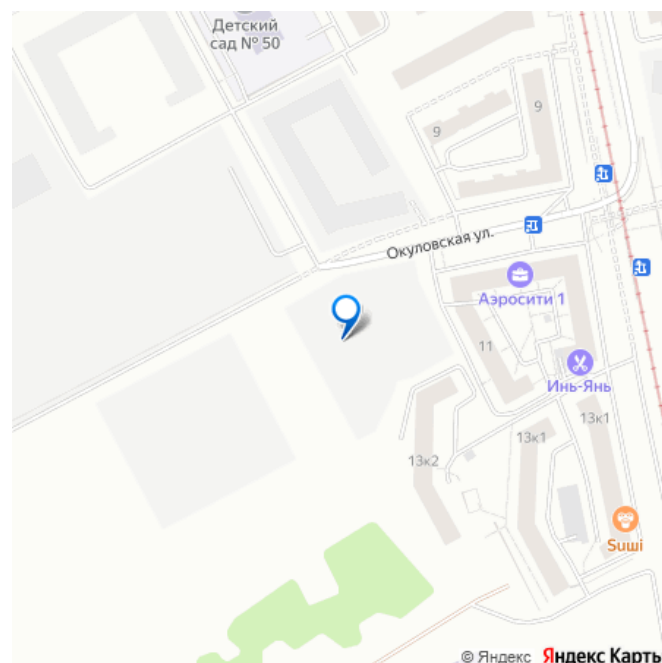 Детский
сад № 50
9
9
Окуловская ул.
Аэросити 1
11
Инь-Янь
13к2
13к1
13к1
Suшi
© Яндекс Яндекс Карты